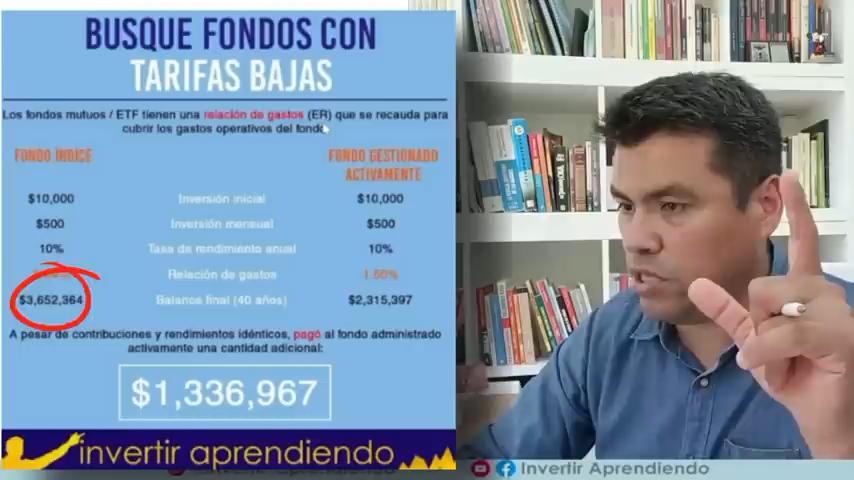 BUSQUE FONDOS CON
TARIFAS BAJAS
Los fondos mutuos / ETF tienen una relación de gastos (ER) que se recauda para
cubrir los gastos operativos del fondo
FONDO ÍNDICE
FONDO GESTIONADO
ACTIVAMENTE
$10,000 Inversión inicial $10,000
$500 Inversión mensual $500
10% Tasa de rendimiento anual 10%
Relación de gastos 1.50%
$3,652,364 Balance final (40 años) $2,315,397
A pesar de contribuciones y rendimientos idénticos, pagó al fondo administrado
activamente una cantidad adicional:
$1,336,967
invertir aprendiendo
Invertir Aprendiendo